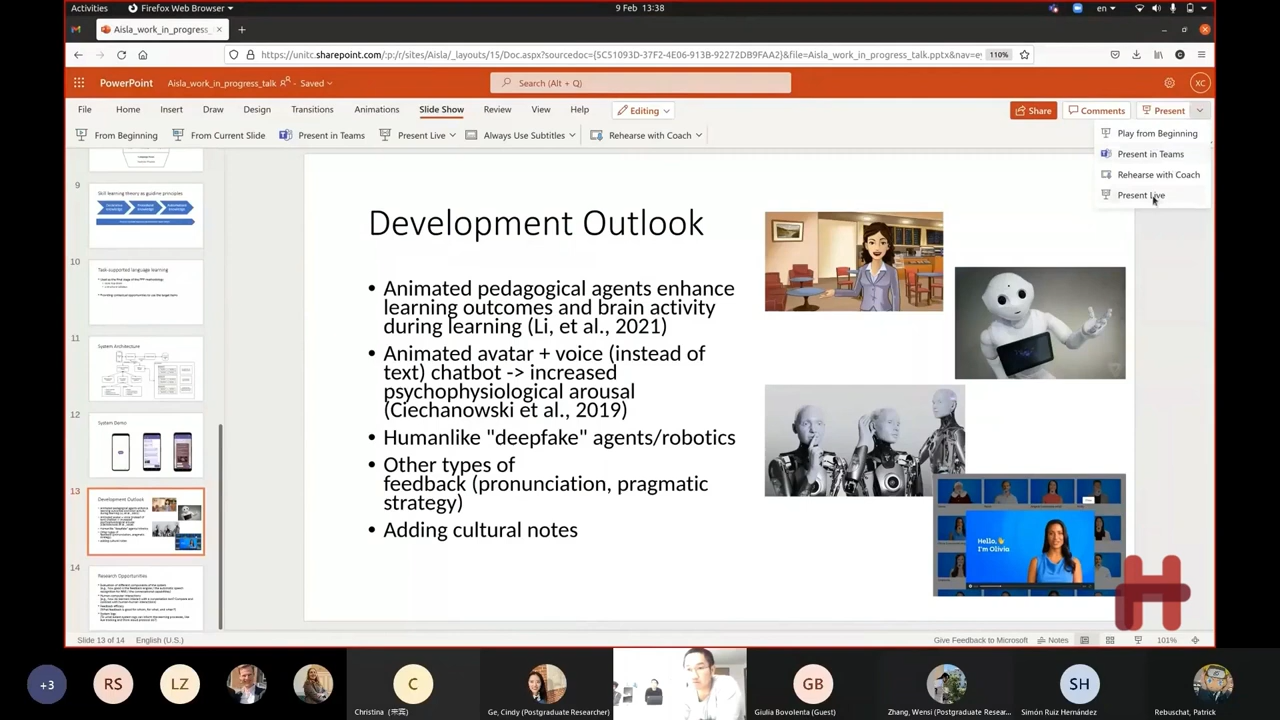 Activities
Firefox Web Browser
9 Feb 13:38
en
Aisla_work_in_progress_talk
https://unitc.sharepoint.com/:p:/r/sites/Aisla/_layouts/15/Doc.aspx?sourcedoc={5C51093D-37F2-4E06-913B-92272DB9FAA2}&file=Aisla_work_in_progress_talk.pptx&nav=e
110%
PowerPoint
Aisla_work_in_progress_talk
- Saved
Search (Alt + Q)
XC
File
Home
Insert
Draw
Design
Transitions
Animations
Slide Show
Review
View
Help
Editing
Share
Comments
Present
From Beginning
From Current Slide
Present in Teams
Present Live
Always Use Subtitles
Rehearse with Coach
Play from Beginning
Present in Teams
Rehearse with Coach
Present Live
9
Skill learning theory as guiding principles
10
Task-supported language learning
11
System Architecture
12
System Demo
13
Development Outlook
14
Research Opportunities
Development Outlook
• Animated pedagogical agents enhance
learning outcomes and brain activity
during learning (Li, et al., 2021)
• Animated avatar + voice (instead of
text) chatbot -> increased
psychophysiological arousal
(Ciechanowski et al., 2019)
• Humanlike "deepfake" agents/robotics
• Other types of
feedback (pronunciation, pragmatic
strategy)
• Adding cultural notes
Hello,
I'm Olivia
H
Slide 13 of 14
English (U.S.)
Give Feedback to Microsoft
Notes
101%
+3
RS
LZ
C
GB
SH
Christina (宋宾)
Ge, Cindy (Postgraduate Researcher)
Giulia Bovolenta (Guest)
Zhang, Wensi (Postgraduate Resear...
Simón Ruiz Hernández
Rebuschat, Patrick